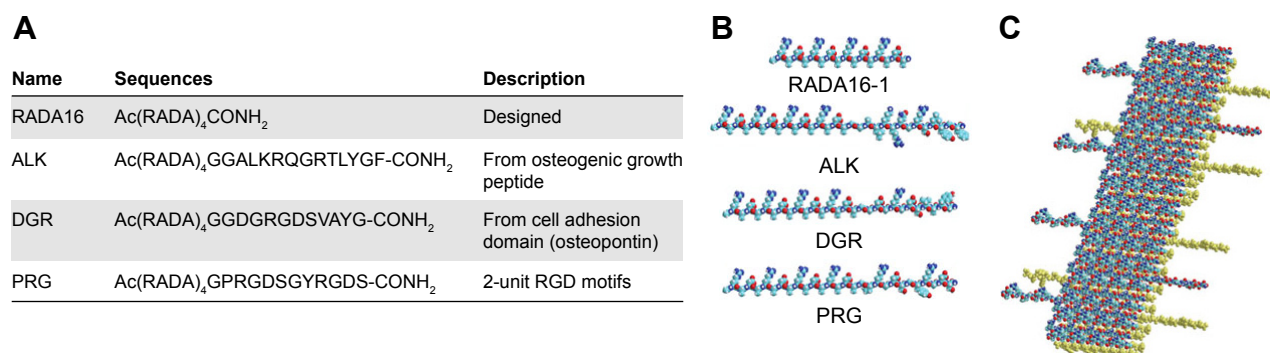 A
Name Sequences Description
RADA16 Ac(RADA)₄CONH₂ Designed
ALK Ac(RADA)₄GGALKRQGRTLYGF-CONH₂ From osteogenic growth
peptide
DGR Ac(RADA)₄GGDGRGDSVAYG-CONH₂ From cell adhesion
domain (osteopontin)
PRG Ac(RADA)₄GPRGDSGYRGDS-CONH₂ 2-unit RGD motifs
B
RADA16-1
ALK
DGR
PRG
C